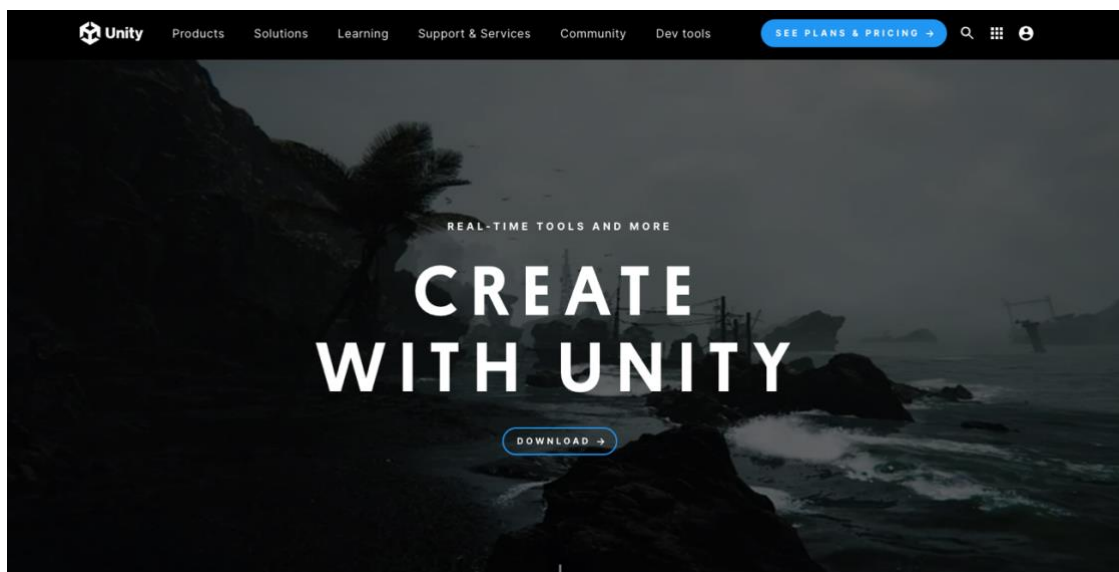 Unity Products Solutions Learning Support & Services Community Dev tools SEE PLANS & PRICING →
REAL-TIME TOOLS AND MORE
CREATE
WITH UNITY
DOWNLOAD →